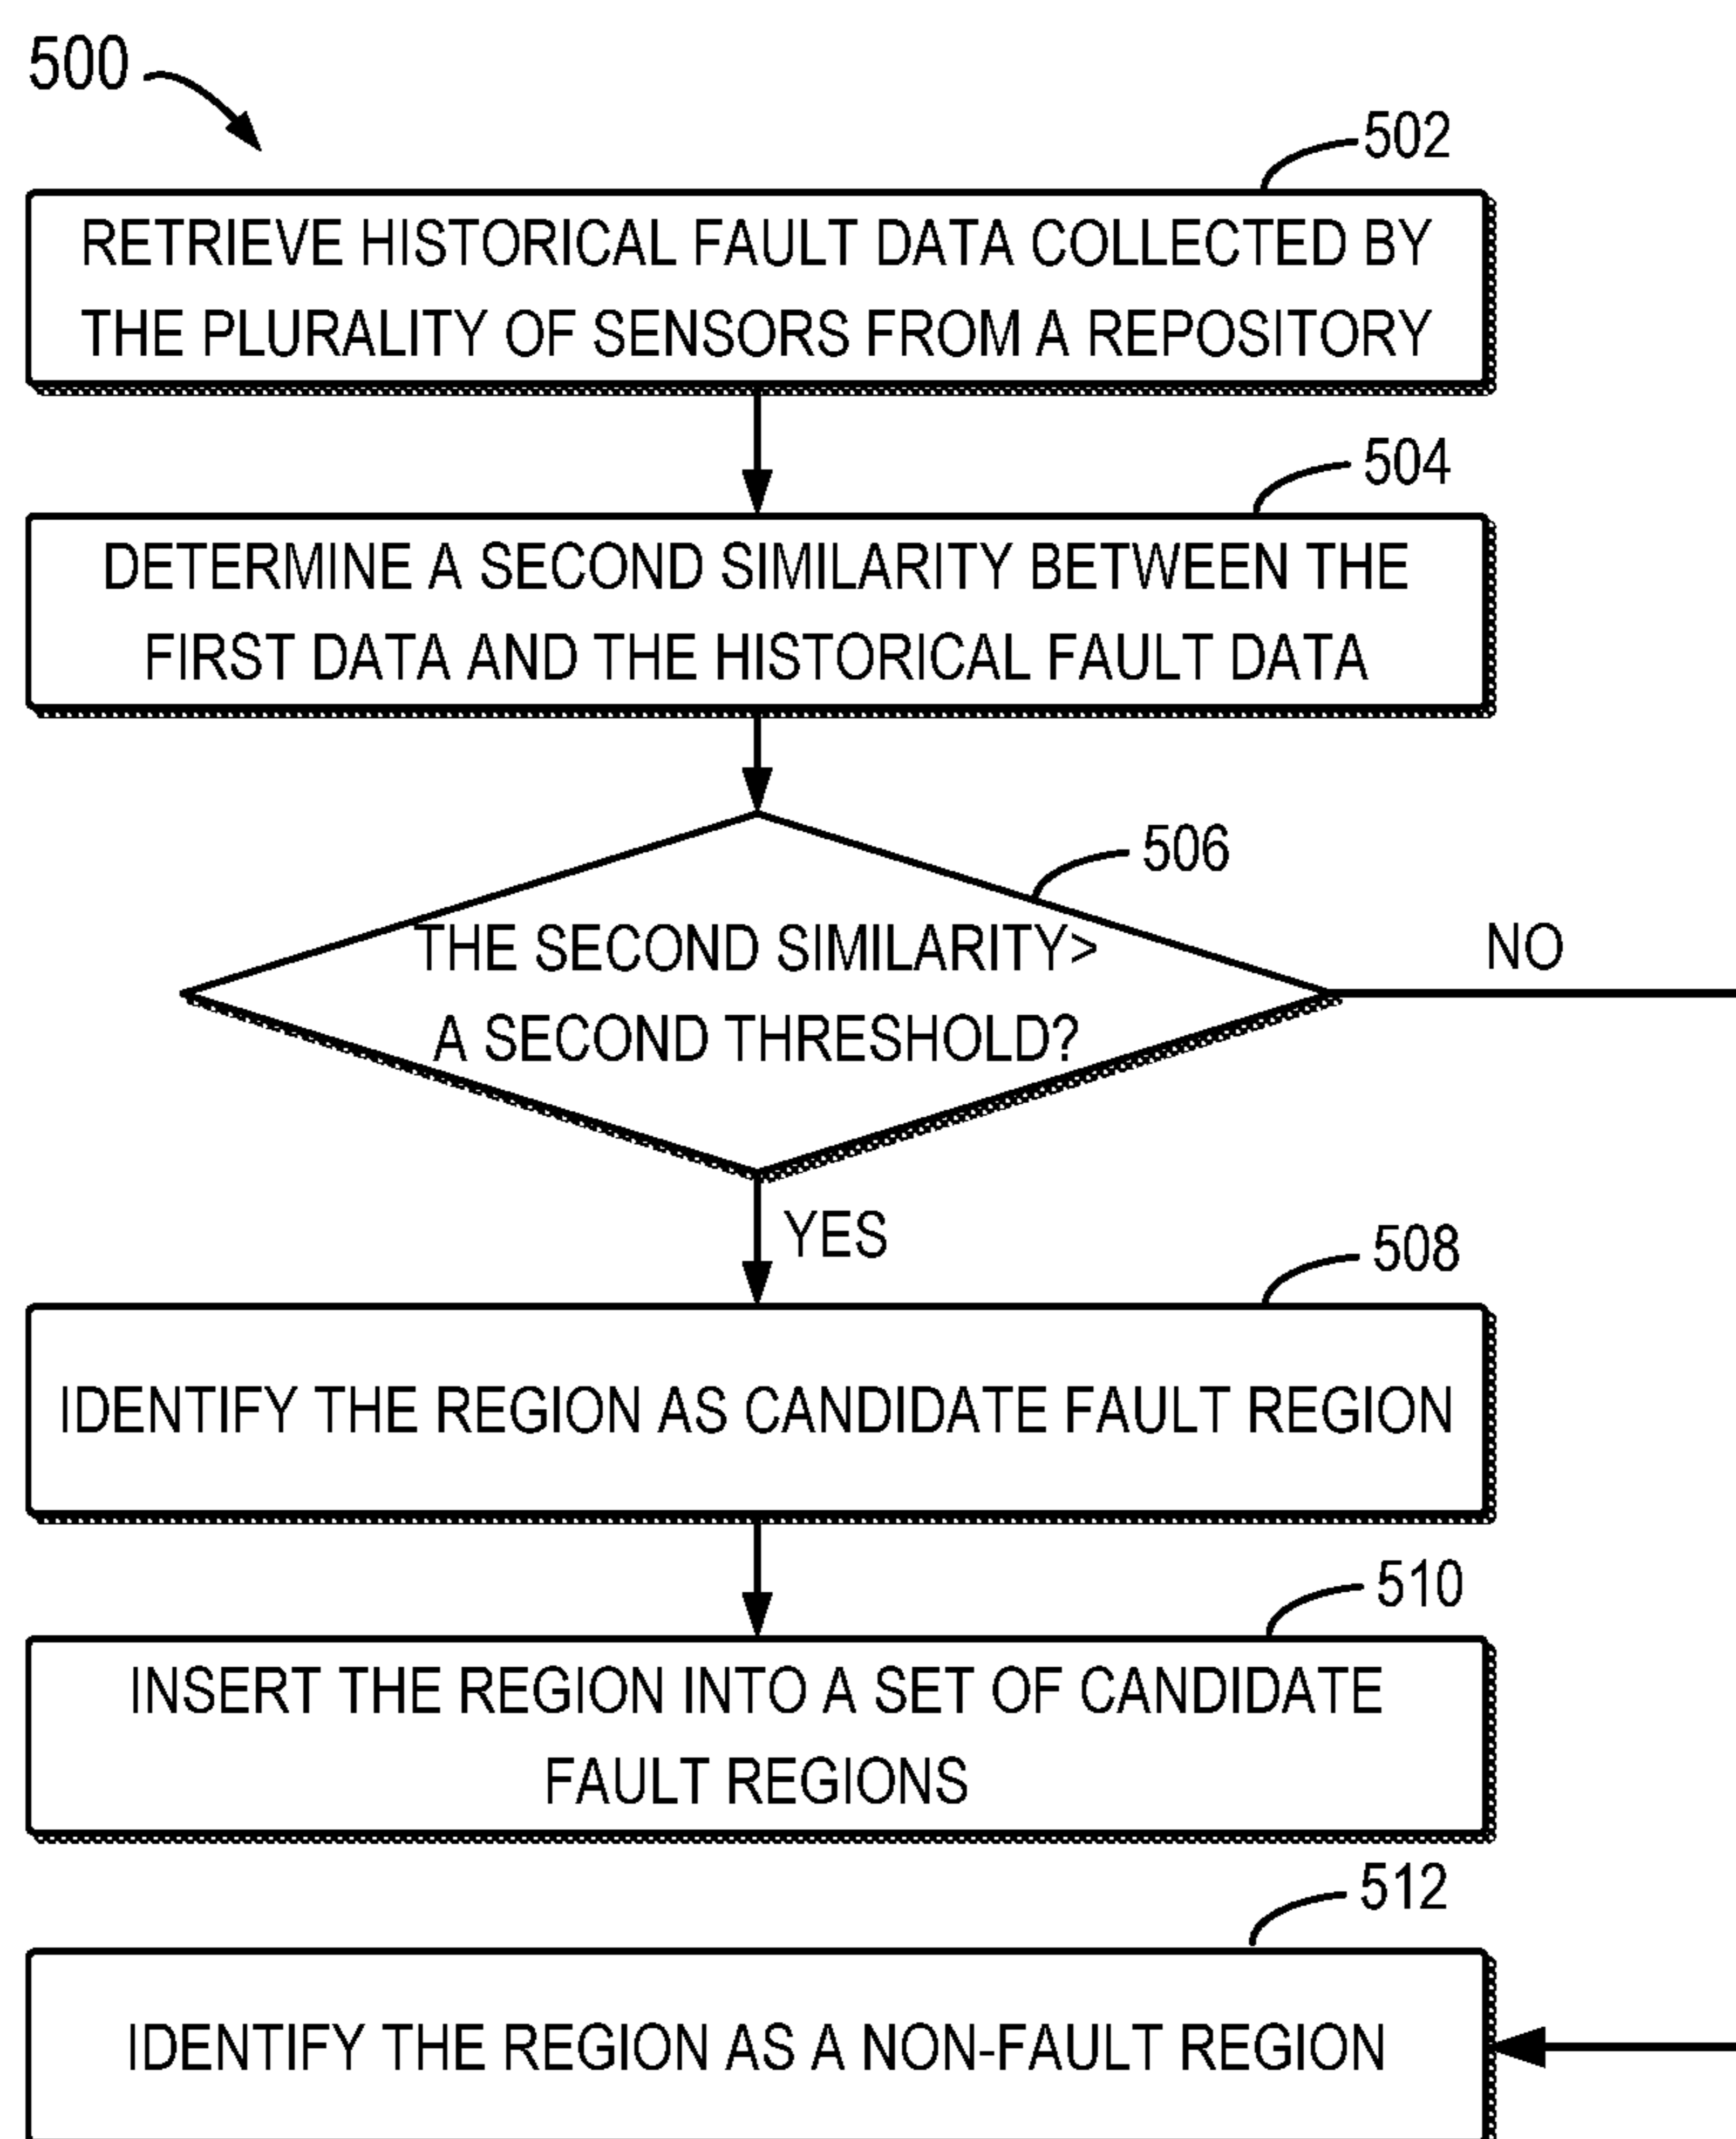 500
502
RETRIEVE HISTORICAL FAULT DATA COLLECTED BY
THE PLURALITY OF SENSORS FROM A REPOSITORY
504
DETERMINE A SECOND SIMILARITY BETWEEN THE
FIRST DATA AND THE HISTORICAL FAULT DATA
506
THE SECOND SIMILARITY>
A SECOND THRESHOLD?
NO
YES
508
IDENTIFY THE REGION AS CANDIDATE FAULT REGION
510
INSERT THE REGION INTO A SET OF CANDIDATE
FAULT REGIONS
512
IDENTIFY THE REGION AS A NON-FAULT REGION